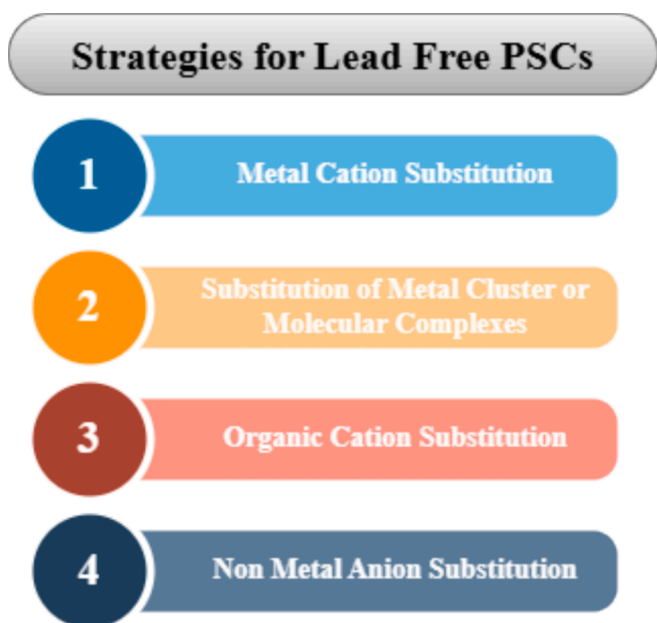 Strategies for Lead Free PSCs
1
Metal Cation Substitution
2
Substitution of Metal Cluster or
Molecular Complexes
3
Organic Cation Substitution
4
Non Metal Anion Substitution